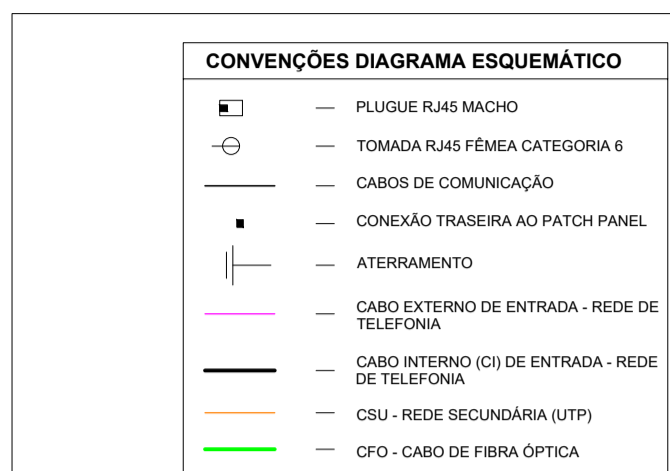 CONVENÇÕES DIAGRAMA ESQUEMÁTICO
PLUGUE RJ45 MACHO
TOMADA RJ45 FÊMEA CATEGORIA 6
CABOS DE COMUNICAÇÃO
CONEXÃO TRASEIRA AO PATCH PANEL
ATERRAMENTO
CABO EXTERNO DE ENTRADA - REDE DE
TELEFONIA
CABO INTERNO (CI) DE ENTRADA - REDE
DE TELEFONIA
CSU - REDE SECUNDÁRIA (UTP)
CFO - CABO DE FIBRA ÓPTICA